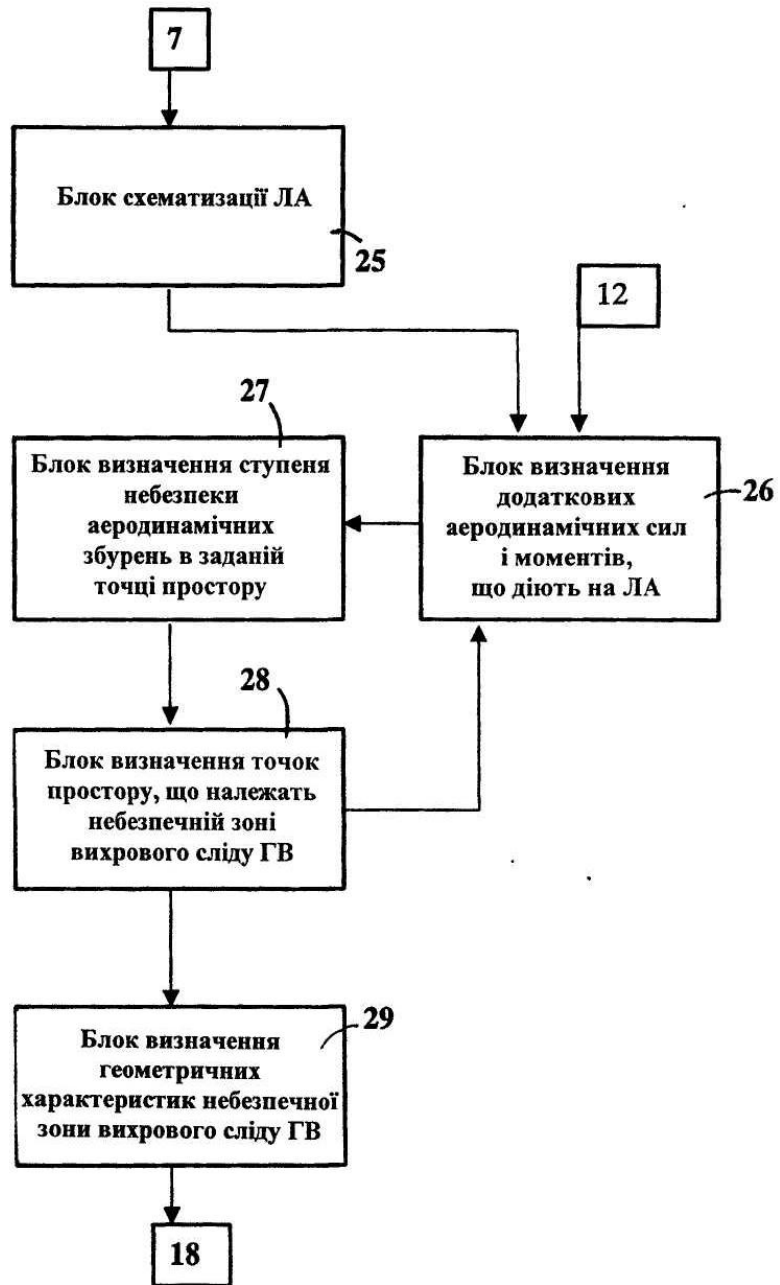 7
Блок схематизації ЛА
25
12
27
Блок визначення ступеня
небезпеки
аеродинамічних
збурень в заданій
точці простору
Блок визначення
додаткових
аеродинамічних сил
і моментів,
що діють на ЛА
26
28
Блок визначення точок
простору, що належать
небезпечній зоні
вихрового сліду ГВ
29
Блок визначення
геометричних
характеристик небезпечної
зони вихрового сліду ГВ
18